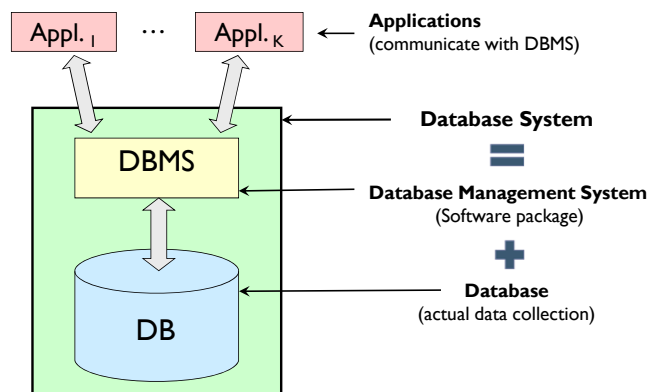 Appl. I ... Appl. K
Applications
(communicate with DBMS)
Database System
=
DBMS
Database Management System
(Software package)
+
Database
(actual data collection)
DB